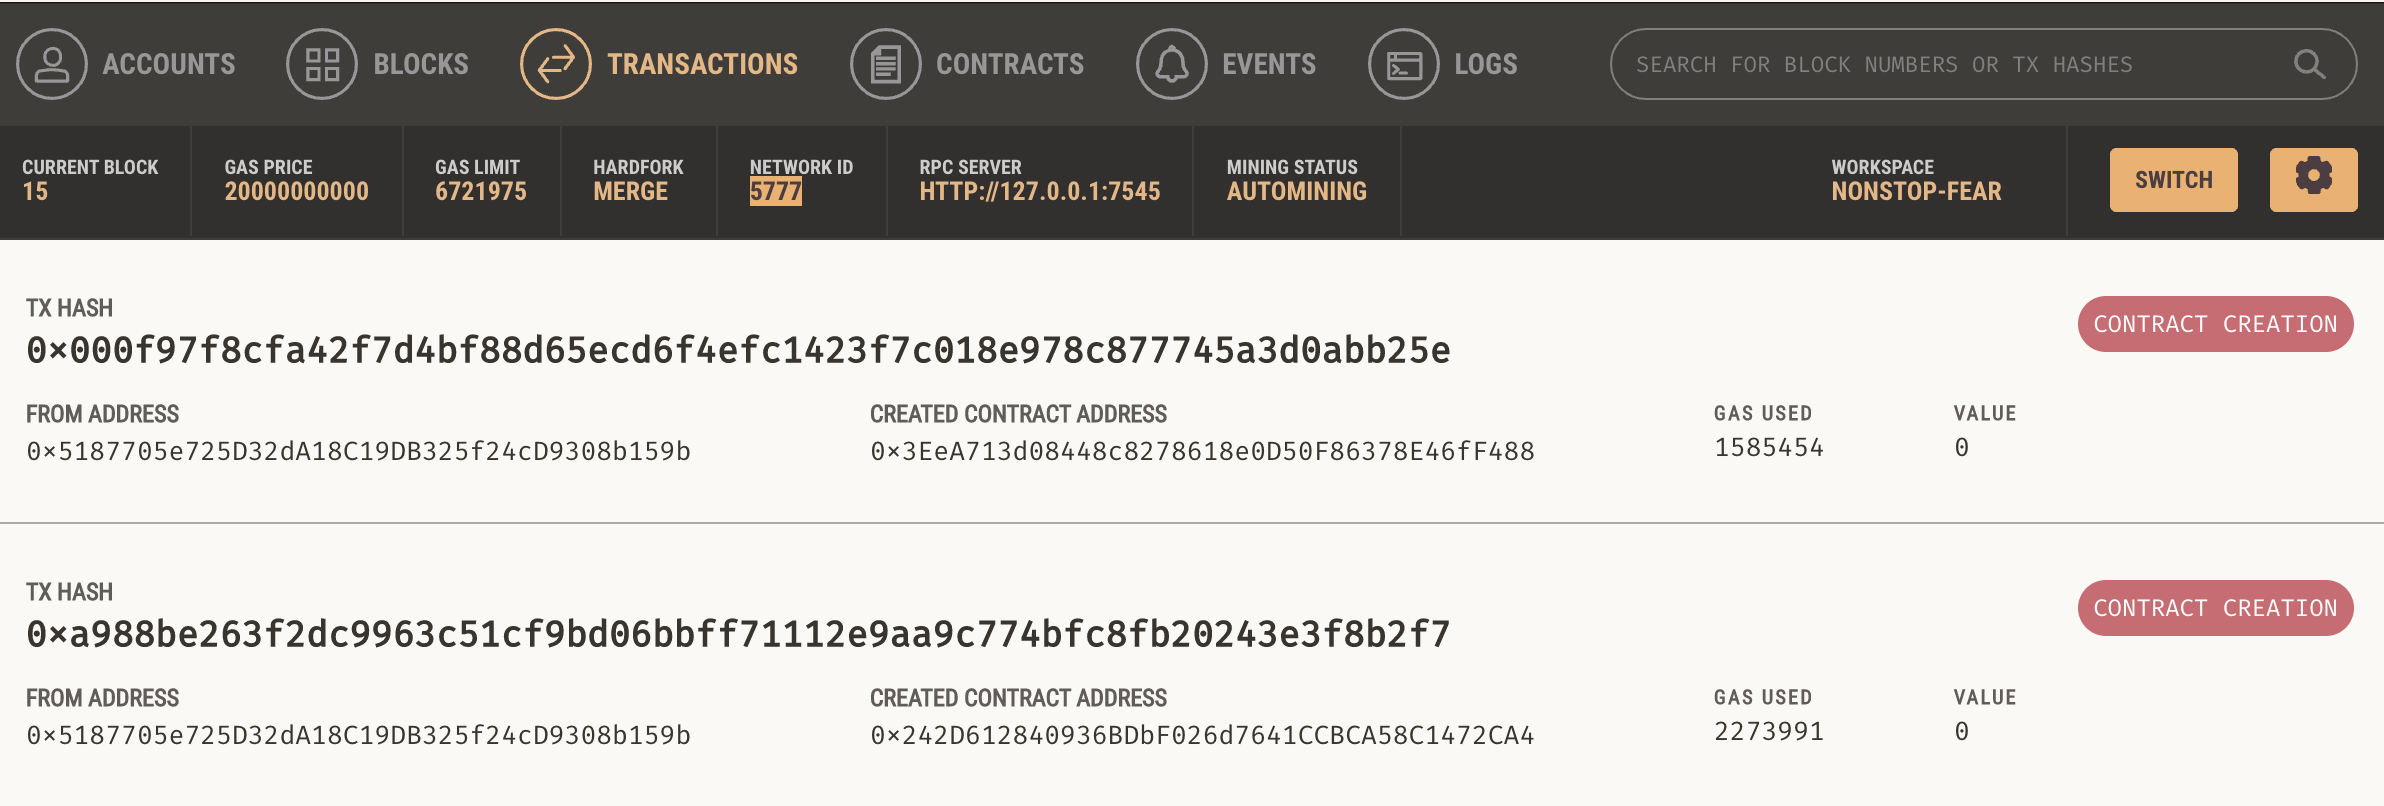 ACCOUNTS BLOCKS TRANSACTIONS CONTRACTS EVENTS LOGS SEARCH FOR BLOCK NUMBERS OR TX HASHES
CURRENT BLOCK GAS PRICE GAS LIMIT HARDFORK NETWORK ID RPC SERVER MINING STATUS WORKSPACE
15 20000000000 6721975 MERGE 5777 HTTP://127.0.0.1:7545 AUTOMINING NONSTOP-FEAR SWITCH
TX HASH
0×000f97f8cfa42f7d4bf88d65ecd6f4efc1423f7c018e978c877745a3d0abb25e CONTRACT CREATION
FROM ADDRESS CREATED CONTRACT ADDRESS GAS USED VALUE
0×5187705e725D32dA18C19DB325f24cD9308b159b 0×3EeA713d08448c8278618e0D50F86378E46fF488 1585454 0
TX HASH
0×a988be263f2dc9963c51cf9bd06bbff71112e9aa9c774bfc8fb20243e3f8b2f7 CONTRACT CREATION
FROM ADDRESS CREATED CONTRACT ADDRESS GAS USED VALUE
0×5187705e725D32dA18C19DB325f24cD9308b159b 0×242D612840936BDbF026d7641CCBCA58C1472CA4 2273991 0